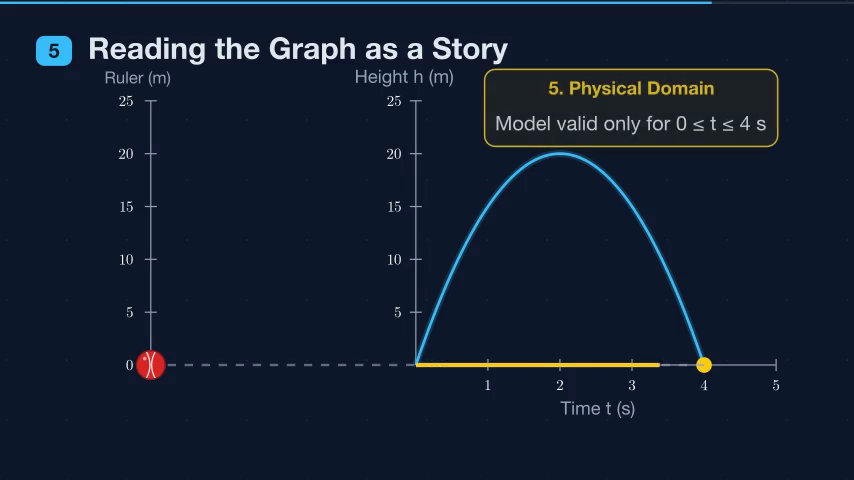 5
Reading the Graph as a Story
Ruler (m)
Height h (m)
5. Physical Domain
Model valid only for 0 ≤ t ≤ 4 s
25
20
15
10
5
0
25
20
15
10
5
1 2 3 4 5
Time t (s)